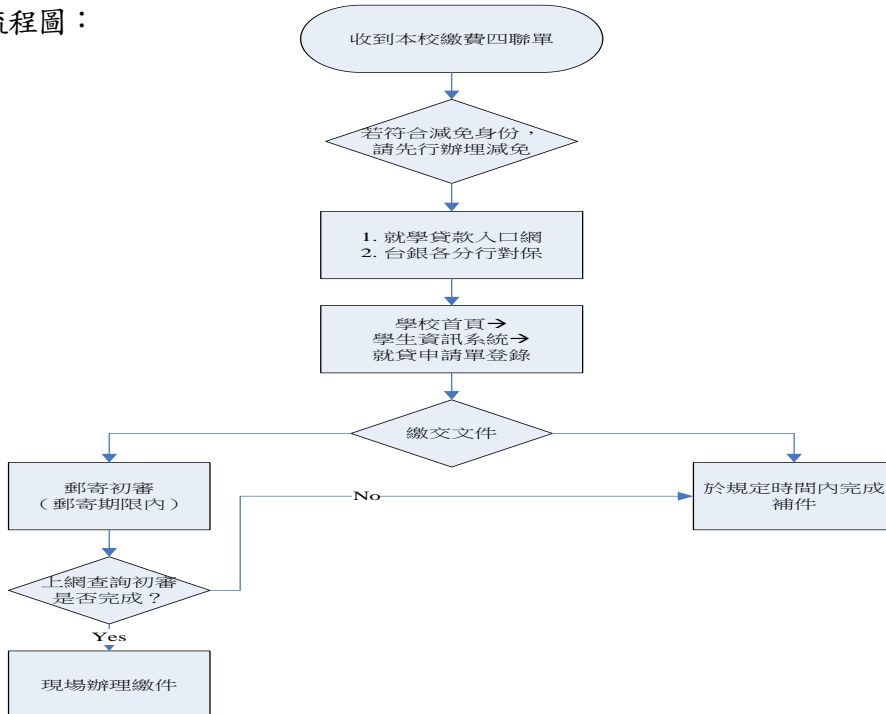 流程圖：
收到本校繳費四聯單
若符合減免身份，
請先行辦理減免
1. 就學貸款入口網
2. 台銀各分行對保
學校首頁→
學生資訊系統→
就貸申請單登錄
繳交文件
郵寄初審
（郵寄期限內）
No
於規定時間內完成
補件
上網查詢初審
是否完成？
Yes
現場辦理繳件